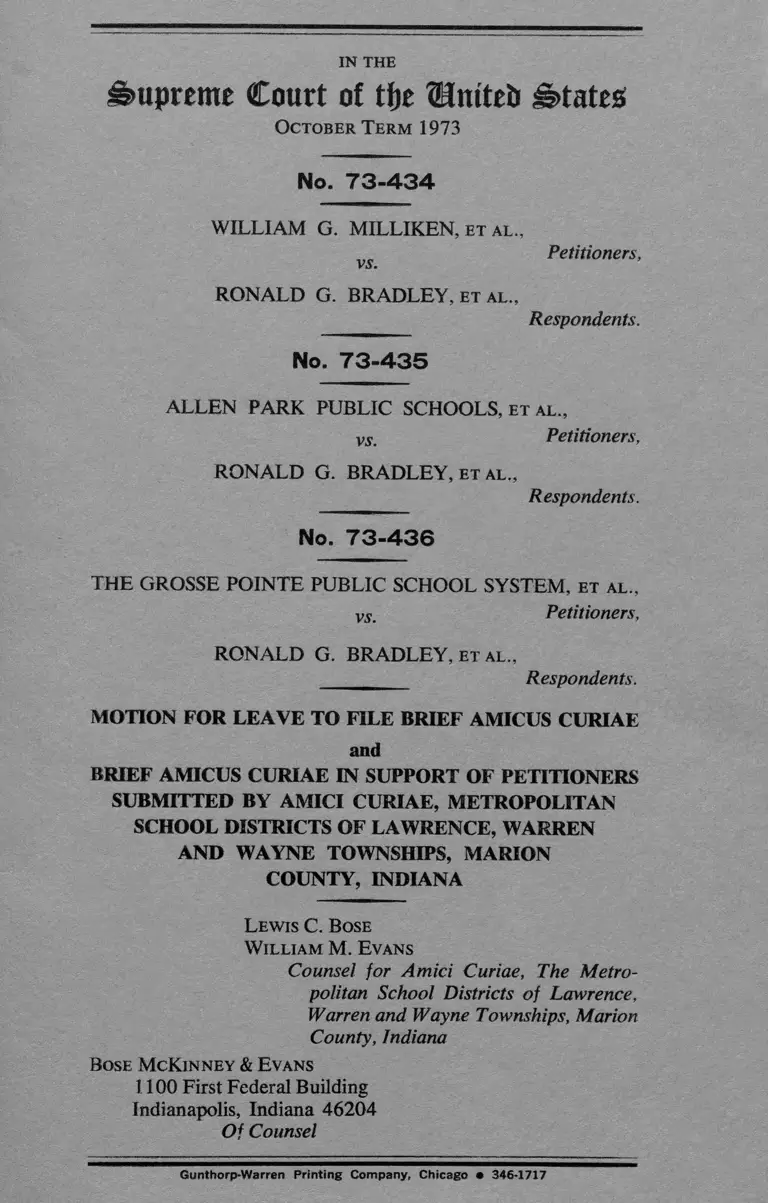 IN THE
Supreme Court of the United States
OCTOBER TERM 1973
No. 73-434
WILLIAM G. MILLIKEN, ET AL.,
Petitioners,
vs.
RONALD G. BRADLEY, ET AL.,
Respondents.
No. 73-435
ALLEN PARK PUBLIC SCHOOLS, ET AL.,
Petitioners,
vs.
RONALD G. BRADLEY, ET AL.,
Respondents.
No. 73-436
THE GROSSE POINTE PUBLIC SCHOOL SYSTEM, ET AL.,
Petitioners,
vs.
RONALD G. BRADLEY, ET AL.,
Respondents.
MOTION FOR LEAVE TO FILE BRIEF AMICUS CURIAE
and
BRIEF AMICUS CURIAE IN SUPPORT OF PETITIONERS
SUBMITTED BY AMICI CURIAE, METROPOLITAN
SCHOOL DISTRICTS OF LAWRENCE, WARREN
AND WAYNE TOWNSHIPS, MARION
COUNTY, INDIANA
LEWIS C. BOSE
WILLIAM M. EVANS
Counsel for Amici Curiae, The Metro-
politan School Districts of Lawrence,
Warren and Wayne Townships, Marion
County, Indiana
BOSE MCKINNEY & EVANS
1100 First Federal Building
Indianapolis, Indiana 46204
Of Counsel
Gunthorp-Warren Printing Company, Chicago • 346-1717